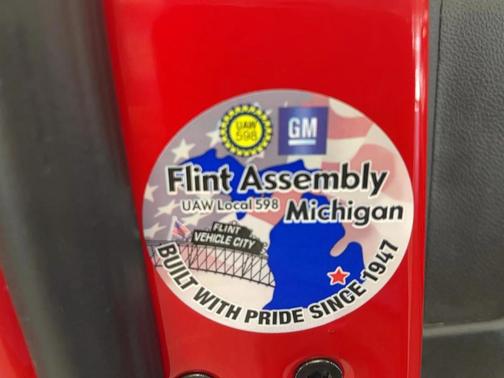 UAW
598
GM
Flint Assembly
UAW Local 598 Michigan
FLINT
VEHICLE CITY
BUILT WITH PRIDE SINCE 1947